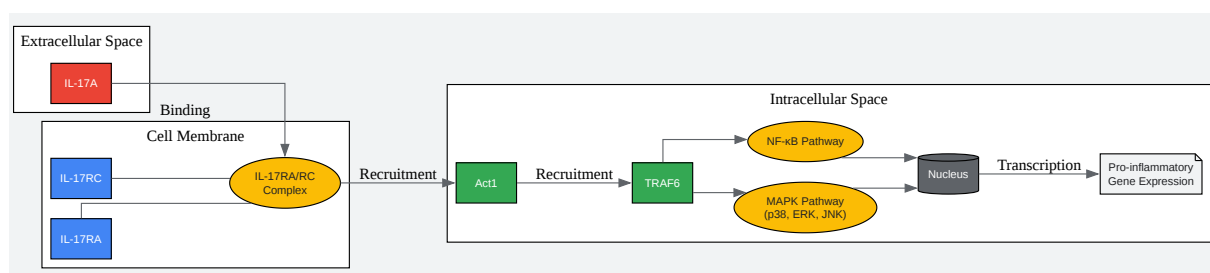 Extracellular Space
IL-17A
Binding
Cell Membrane
IL-17RC
IL-17RA/RC
Complex
IL-17RA
Recruitment
Intracellular Space
Act1
Recruitment
TRAF6
NF-κB Pathway
MAPK Pathway
(p38, ERK, JNK)
Nucleus
Transcription
Pro-inflammatory
Gene Expression